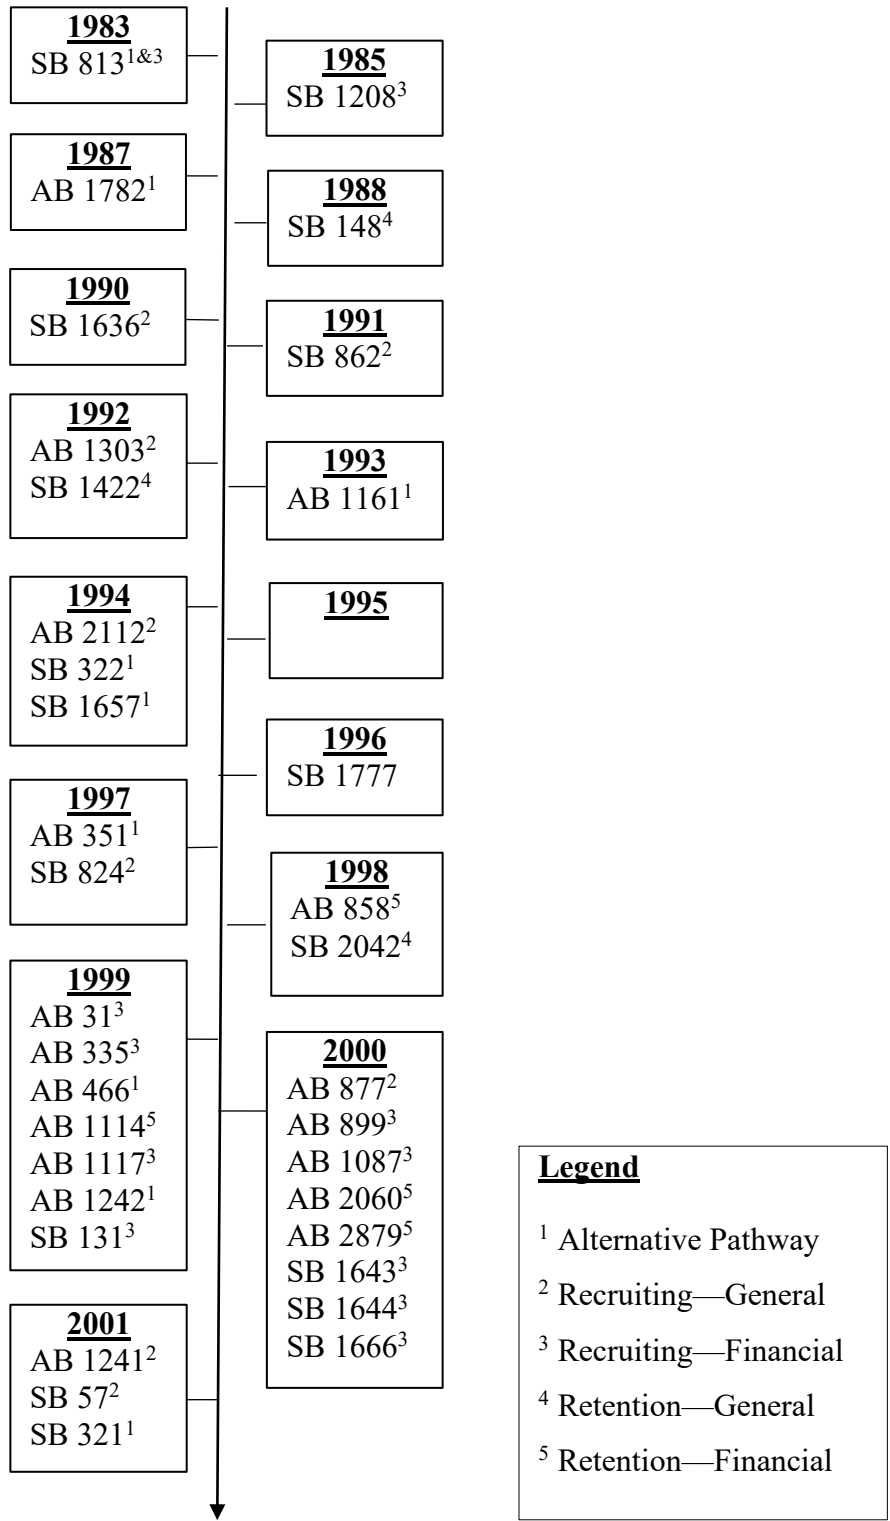 1983
SB 813¹&³
1985
SB 1208³
1987
AB 1782¹
1988
SB 148⁴
1990
SB 1636²
1991
SB 862²
1992
AB 1303²
SB 1422⁴
1993
AB 1161¹
1994
AB 2112²
SB 322¹
SB 1657¹
1995
1996
SB 1777
1997
AB 351¹
SB 824²
1998
AB 858⁵
SB 2042⁴
1999
AB 31³
AB 335³
AB 466¹
AB 1114⁵
AB 1117³
AB 1242¹
SB 131³
2000
AB 877²
AB 899³
AB 1087³
AB 2060⁵
AB 2879⁵
SB 1643³
SB 1644³
SB 1666³
2001
AB 1241²
SB 57²
SB 321¹
Legend
¹ Alternative Pathway
² Recruiting—General
³ Recruiting—Financial
⁴ Retention—General
⁵ Retention—Financial